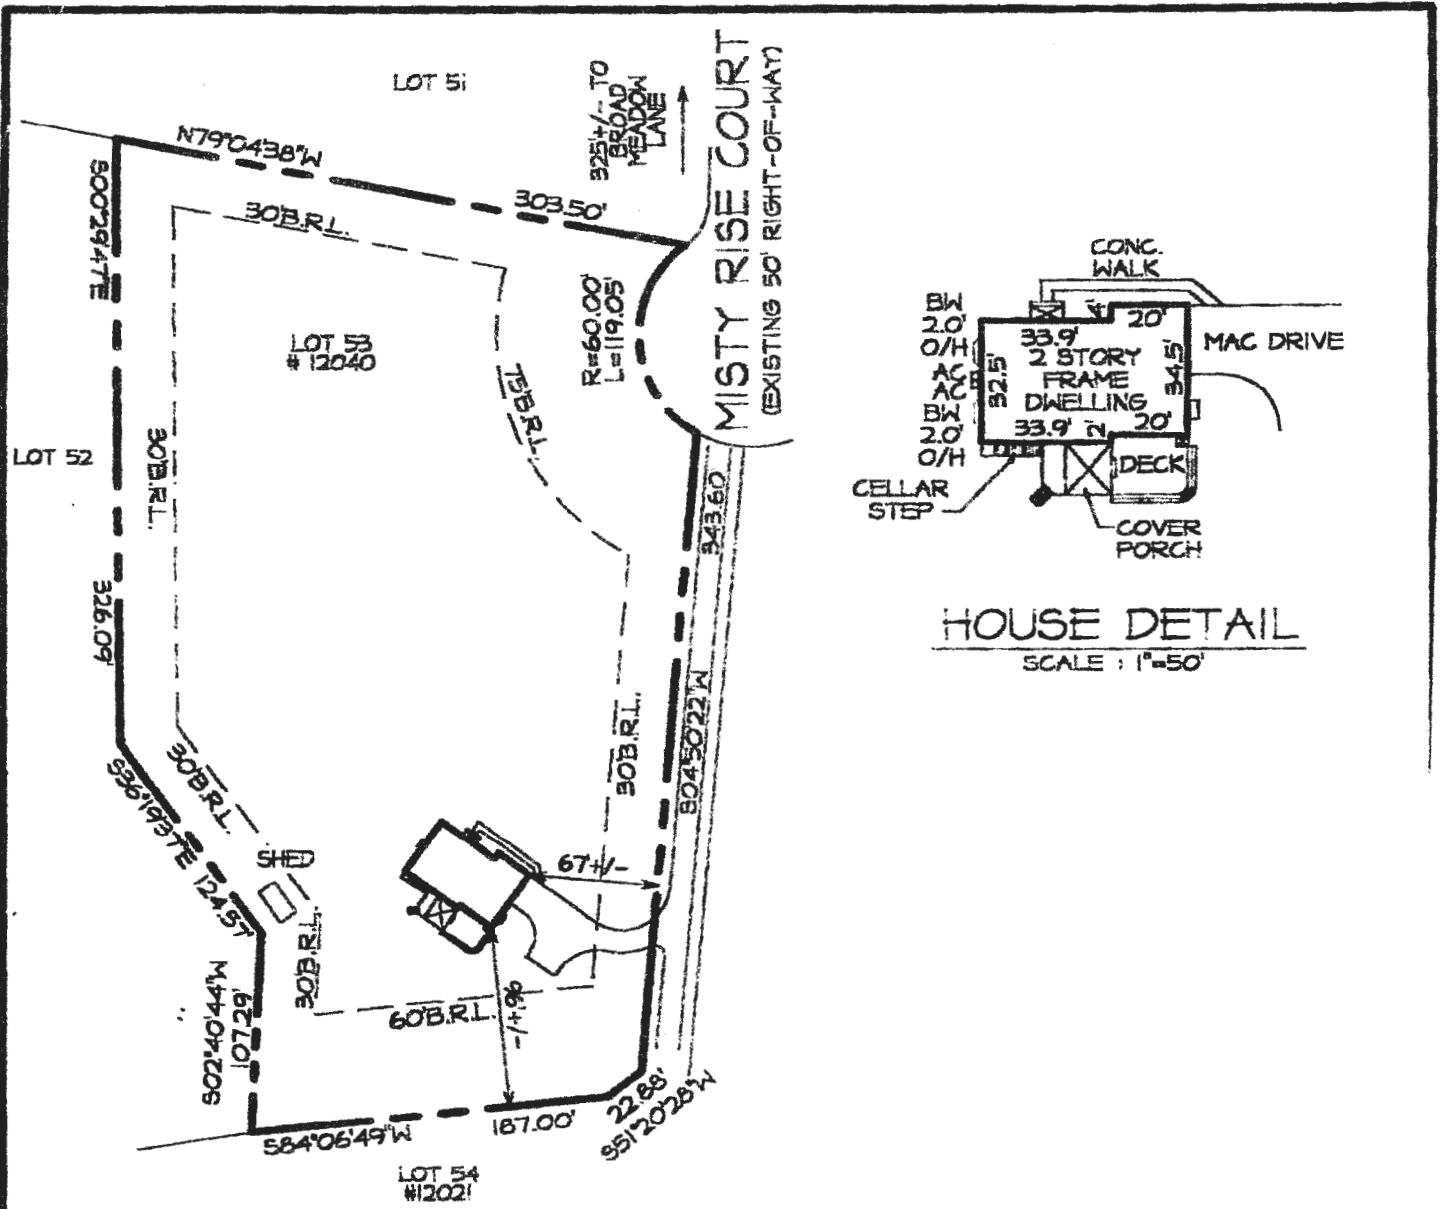 LOT 51
325'+/- TO
BROAD
MEADOW
LANE
MISTY RISE COURT
(EXISTING 50' RIGHT-OF-WAY)
N79°04'38"W
303.50'
S00°29'47"E
326.09'
30'B.R.L.
LOT 53
# 12040
R=60.00'
L=119.05'
75'B.R.L.
30'B.R.L.
LOT 52
343.60
S04°50'22"W
30'B.R.L.
30'B.R.L.
S36°19'37"E 124.57'
SHED
67'+/-
30'B.R.L.
S02°40'44"W
107.29'
60'B.R.L.
96'+/-
S84°06'49"W
187.00'
22.88'
S51°20'28"W
LOT 54
#12021
CONC.
WALK
BW
2.0'
O/H
AC
AC
BW
2.0'
O/H
4'
20'
33.9'
2 STORY
FRAME
DWELLING
32.5'
34.5'
33.9'
2'
20'
MAC DRIVE
DECK
CELLAR
STEP
COVER
PORCH
HOUSE DETAIL
SCALE : 1"=50'